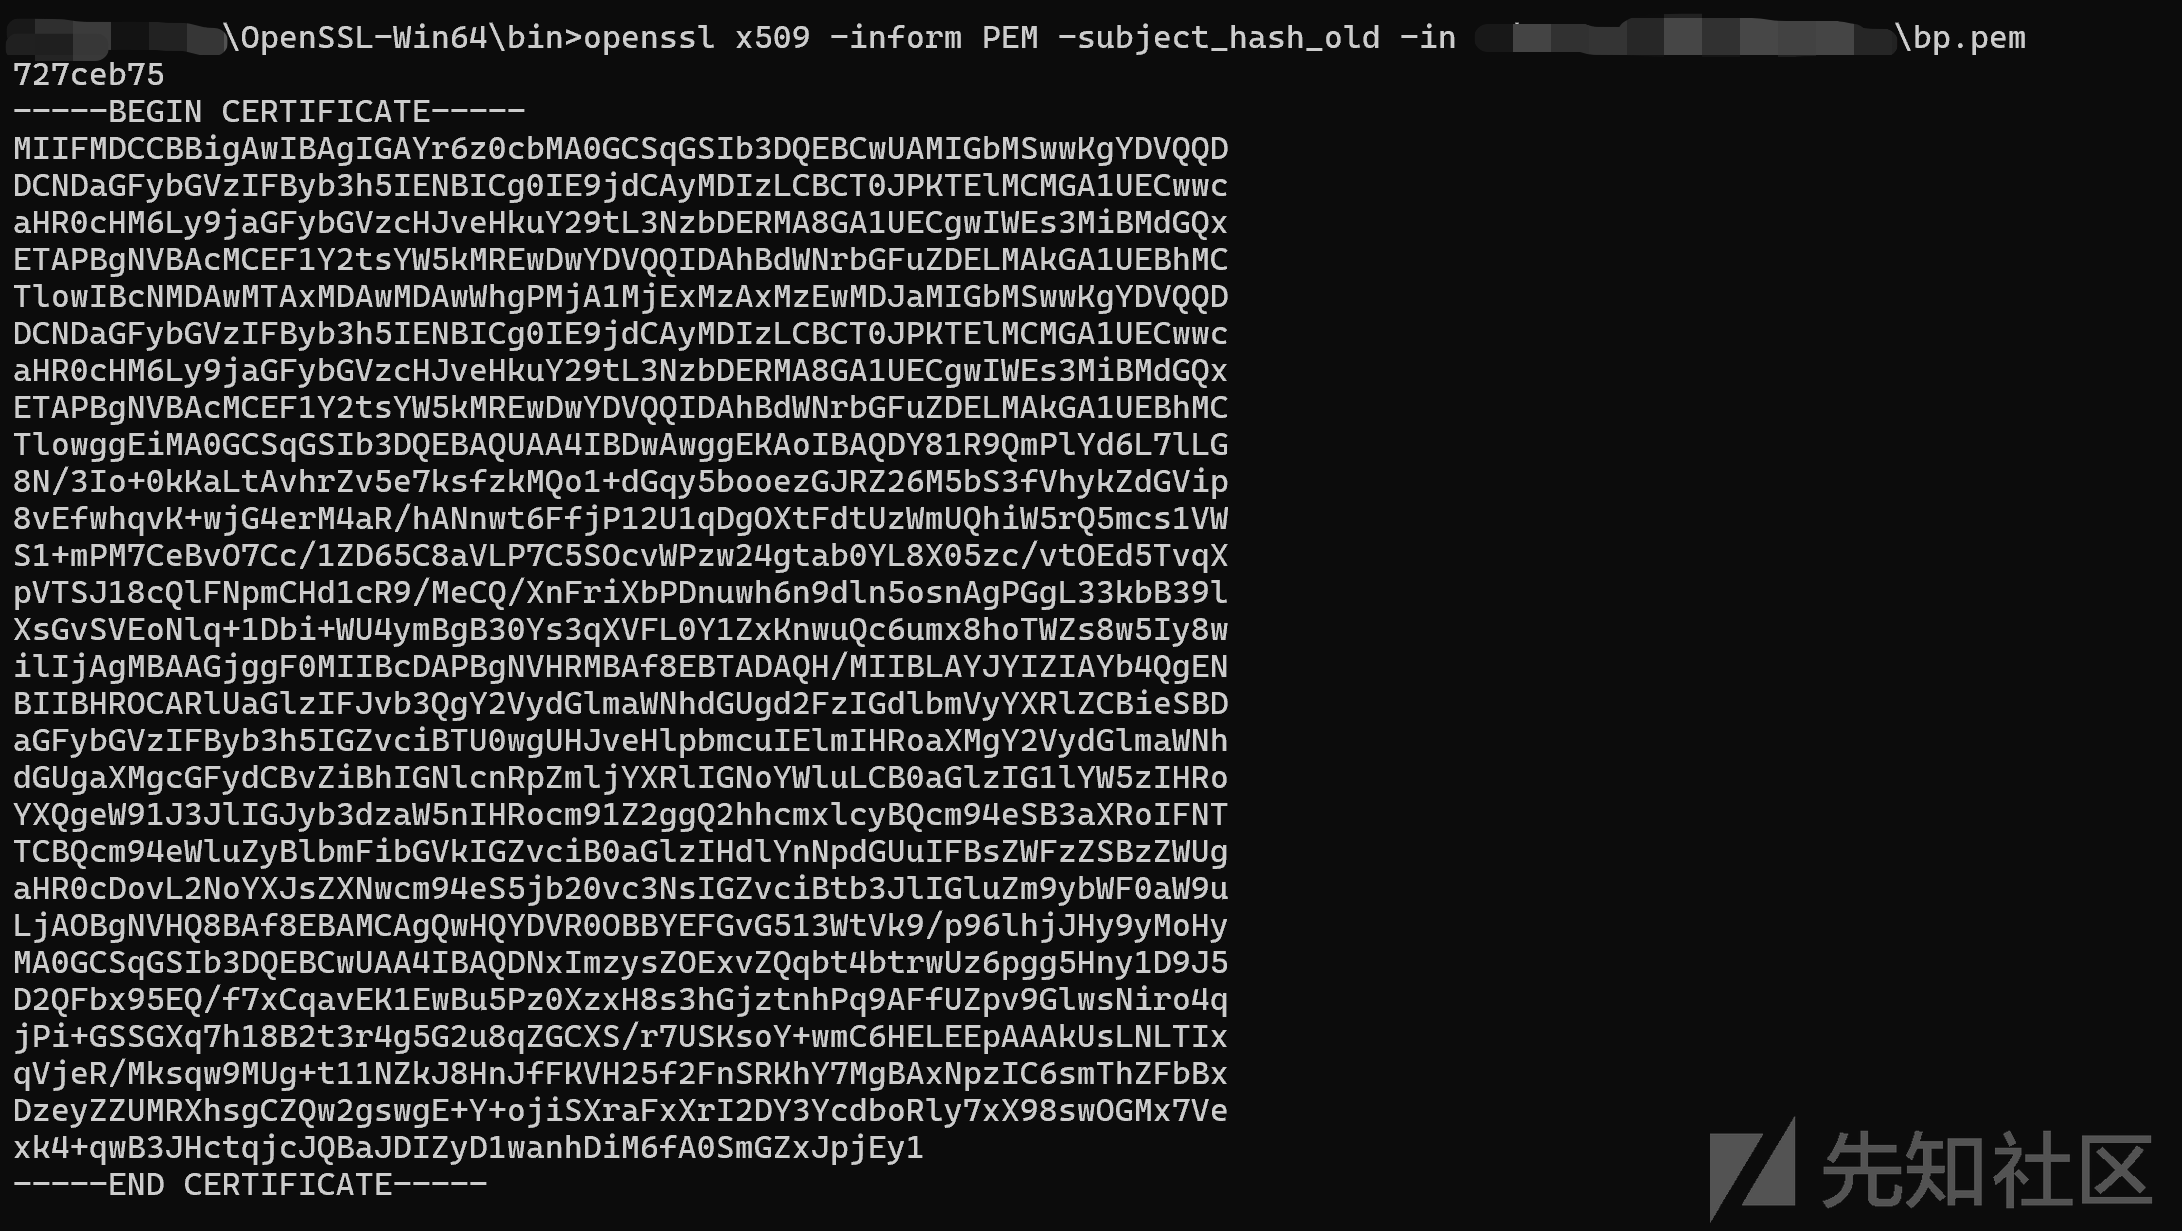 \OpenSSL-Win64\bin>openssl x509 -inform PEM -subject_hash_old -in \bp.pem
727ceb75
-----BEGIN CERTIFICATE-----
MIIFMDCCBBigAwIBAgIGAYr6z0cbMA0GCSqGSIb3DQEBCwUAMIGbMSwwKgYDVQQD
DCNDaGFybGVzIFByb3h5IENBICg0IE9jdCAyMDIzLCBCT0JPKTElMCMGA1UECwwc
aHR0cHM6Ly9jaGFybGVzcHJveHkuY29tL3NzbDERMA8GA1UECgwIWEs3MiBMdGQx
ETAPBgNVBAcMCEF1Y2tsYW5kMREwDwYDVQQIDAhBdWNrbGFuZDELMAkGA1UEBhMC
TlowIBcNMDAwMTAxMDAwMDAwWhgPMjA1MjExMzAxMzEwMDJaMIGbMSwwKgYDVQQD
DCNDaGFybGVzIFByb3h5IENBICg0IE9jdCAyMDIzLCBCT0JPKTElMCMGA1UECwwc
aHR0cHM6Ly9jaGFybGVzcHJveHkuY29tL3NzbDERMA8GA1UECgwIWEs3MiBMdGQx
ETAPBgNVBAcMCEF1Y2tsYW5kMREwDwYDVQQIDAhBdWNrbGFuZDELMAkGA1UEBhMC
TlowggEiMA0GCSqGSIb3DQEBAQUAA4IBDwAwggEKAoIBAQDY81R9QmPlYd6L7lLG
8N/3Io+0kKaLtAvhrZv5e7ksfzkMQo1+dGqy5booezGJRZ26M5bS3fVhykZdGVip
8vEfwhqvK+wjG4erM4aR/hANnwt6FfjP12U1qDgOXtFdtUzWmUQhiW5rQ5mcs1VW
S1+mPM7CeBvO7Cc/1ZD65C8aVLP7C5SOcvWPzw24gtab0YL8X05zc/vtOEd5TvqX
pVTSJ18cQlFNpmCHd1cR9/MeCQ/XnFriXbPDnuwh6n9dln5osnAgPGgL33kbB39l
XsGvSVEoNlq+1Dbi+WU4ymBgB30Ys3qXVFL0Y1ZxKnwuQc6umx8hoTWZs8w5Iy8w
ilIjAgMBAAGjggF0MIIBcDAPBgNVHRMBAf8EBTADAQH/MIIBLAYJYIZIAYb4QgEN
BIIBHROCARlUaGlzIFJvb3QgY2VydGlmaWNhdGUgd2FzIGdlbmVyYXRlZCBieSBD
aGFybGVzIFByb3h5IGZvciBTU0wgUHJveHlpbmcuIElmIHRoaXMgY2VydGlmaWNh
dGUgaXMgcGFydCBvZiBhIGNlcnRpZmljYXRlIGNoYWluLCB0aGlzIG1lYW5zIHRo
YXQgeW91J3JlIGJyb3dzaW5nIHRocm91Z2ggQ2hhcmxlcyBQcm94eSB3aXRoIFNT
TCBQcm94eWluZyBlbmFibGVkIGZvciB0aGlzIHdlYnNpdGUuIFBsZWFzZSBzZWUg
aHR0cDovL2NoYXJsZXNwcm94eS5jb20vc3NsIGZvciBtb3JlIGluZm9ybWF0aW9u
LjAOBgNVHQ8BAf8EBAMCAgQwHQYDVR0OBBYEFGvG513WtVk9/p96lhjJHy9yMoHy
MA0GCSqGSIb3DQEBCwUAA4IBAQDNxImzysZOExvZQqbt4btrwUz6pgg5Hny1D9J5
D2QFbx95EQ/f7xCqavEK1EwBu5Pz0XzxH8s3hGjztnhPq9AFfUZpv9GlwsNiro4q
jPi+GSSGXq7h18B2t3r4g5G2u8qZGCXS/r7USKsoY+wmC6HELEEpAAAkUsLNLTIx
qVjeR/Mksqw9MUg+t11NZkJ8HnJfFKVH25f2FnSRKhY7MgBAxNpzIC6smThZFbBx
DzeyZZUMRXhsgCZQw2gswgE+Y+ojiSXraFxXrI2DY3YcdboRly7xX98swOGMx7Ve
xk4+qwB3JHctqjcJQBaJDIZyD1wanhDiM6fA0SmGZxJpjEy1
-----END CERTIFICATE-----
先知社区